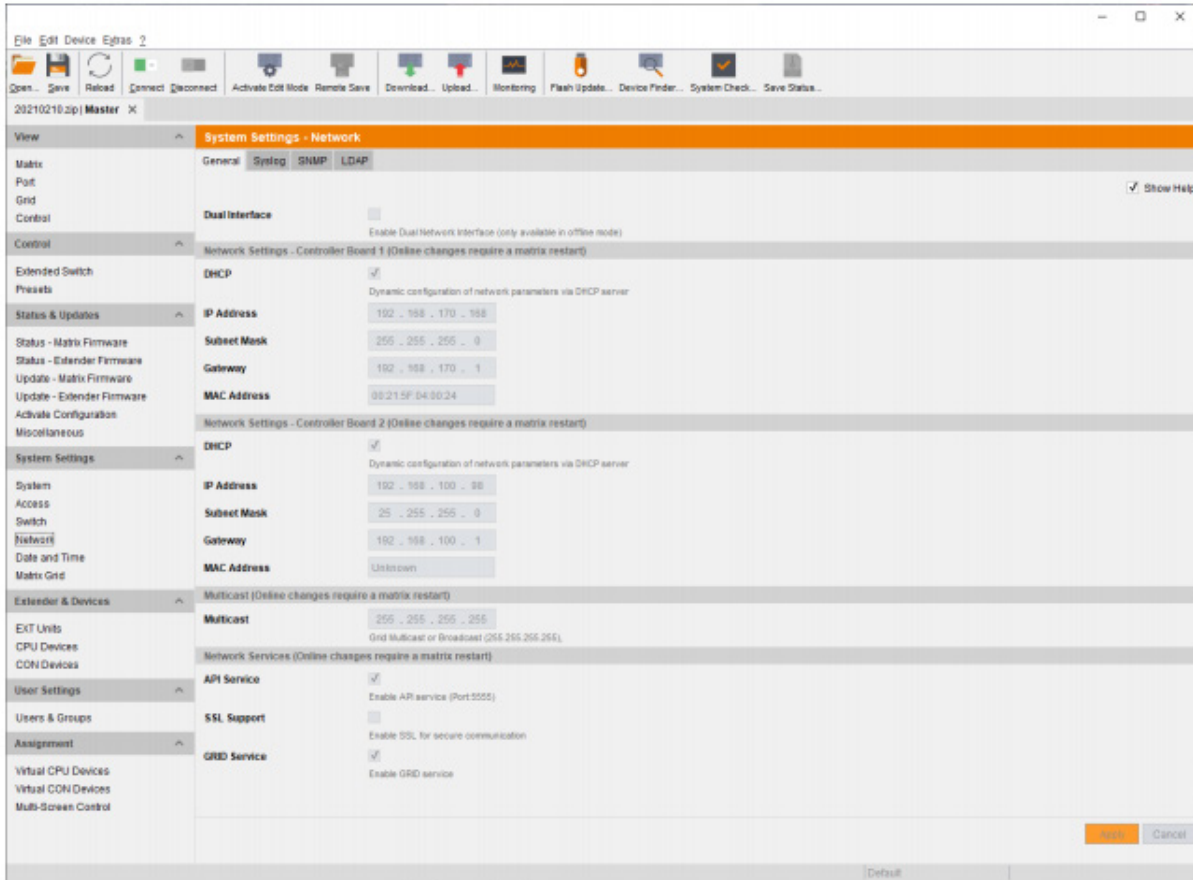 File Edit Device Extras ?
Open... Save Reload Connect Disconnect Activate Edit Mode Remote Save Download... Upload... Monitoring Flash Update... Device Finder... System Check... Save Status...
20210210.zip | Master
View
Matrix
Port
Grid
Control
Control
Extended Switch
Presets
Status & Updates
Status - Matrix Firmware
Status - Extender Firmware
Update - Matrix Firmware
Update - Extender Firmware
Activate Configuration
Miscellaneous
System Settings
System
Access
Switch
Network
Date and Time
Matrix Grid
Extender & Devices
EXT Units
CPU Devices
CON Devices
User Settings
Users & Groups
Assignment
Virtual CPU Devices
Virtual CON Devices
Multi-Screen Control
System Settings - Network
General Syslog SNMP LDAP
Show Help
Dual Interface
Enable Dual Network Interface (only available in offline mode)
Network Settings - Controller Board 1 (Online changes require a matrix restart)
DHCP
Dynamic configuration of network parameters via DHCP server
IP Address 192 . 168 . 170 . 168
Subnet Mask 255 . 255 . 255 . 0
Gateway 192 . 168 . 170 . 1
MAC Address 00:21:5F:04:00:24
Network Settings - Controller Board 2 (Online changes require a matrix restart)
DHCP
Dynamic configuration of network parameters via DHCP server
IP Address 192 . 168 . 100 . 98
Subnet Mask 25 . 255 . 255 . 0
Gateway 192 . 168 . 100 . 1
MAC Address Unknown
Multicast (Online changes require a matrix restart)
Multicast 255 . 255 . 255 . 255
Grid Multicast or Broadcast (255.255.255.255),
Network Services (Online changes require a matrix restart)
API Service
Enable API service (Port 5555)
SSL Support
Enable SSL for secure communication
GRID Service
Enable GRID service
Apply Cancel
Default